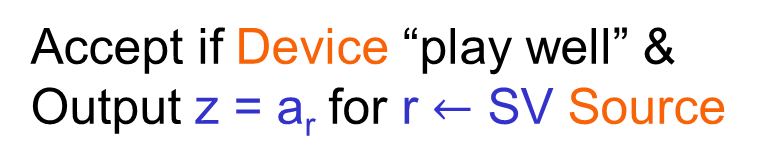 Accept if Device “play well” &
Output z = aᵣ for r ← SV Source